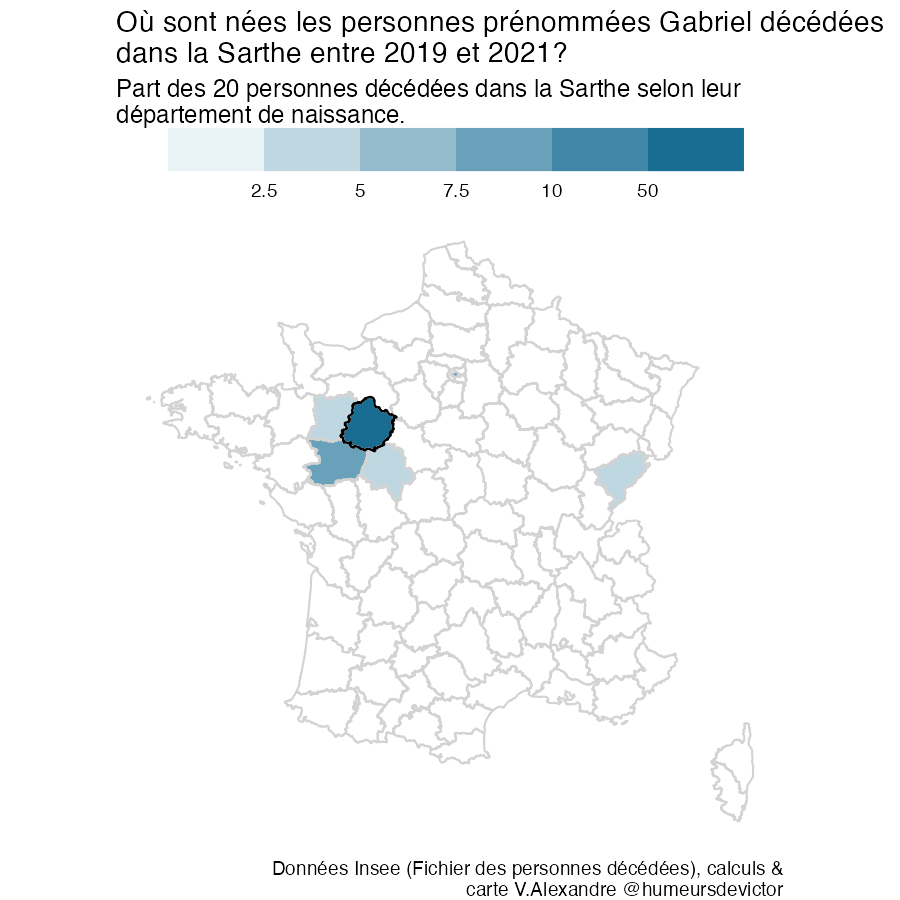 Où sont nées les personnes prénommées Gabriel décédées
dans la Sarthe entre 2019 et 2021?
Part des 20 personnes décédées dans la Sarthe selon leur
département de naissance.
2.5 5 7.5 10 50
Données Insee (Fichier des personnes décédées), calculs &
carte V.Alexandre @humeursdevictor